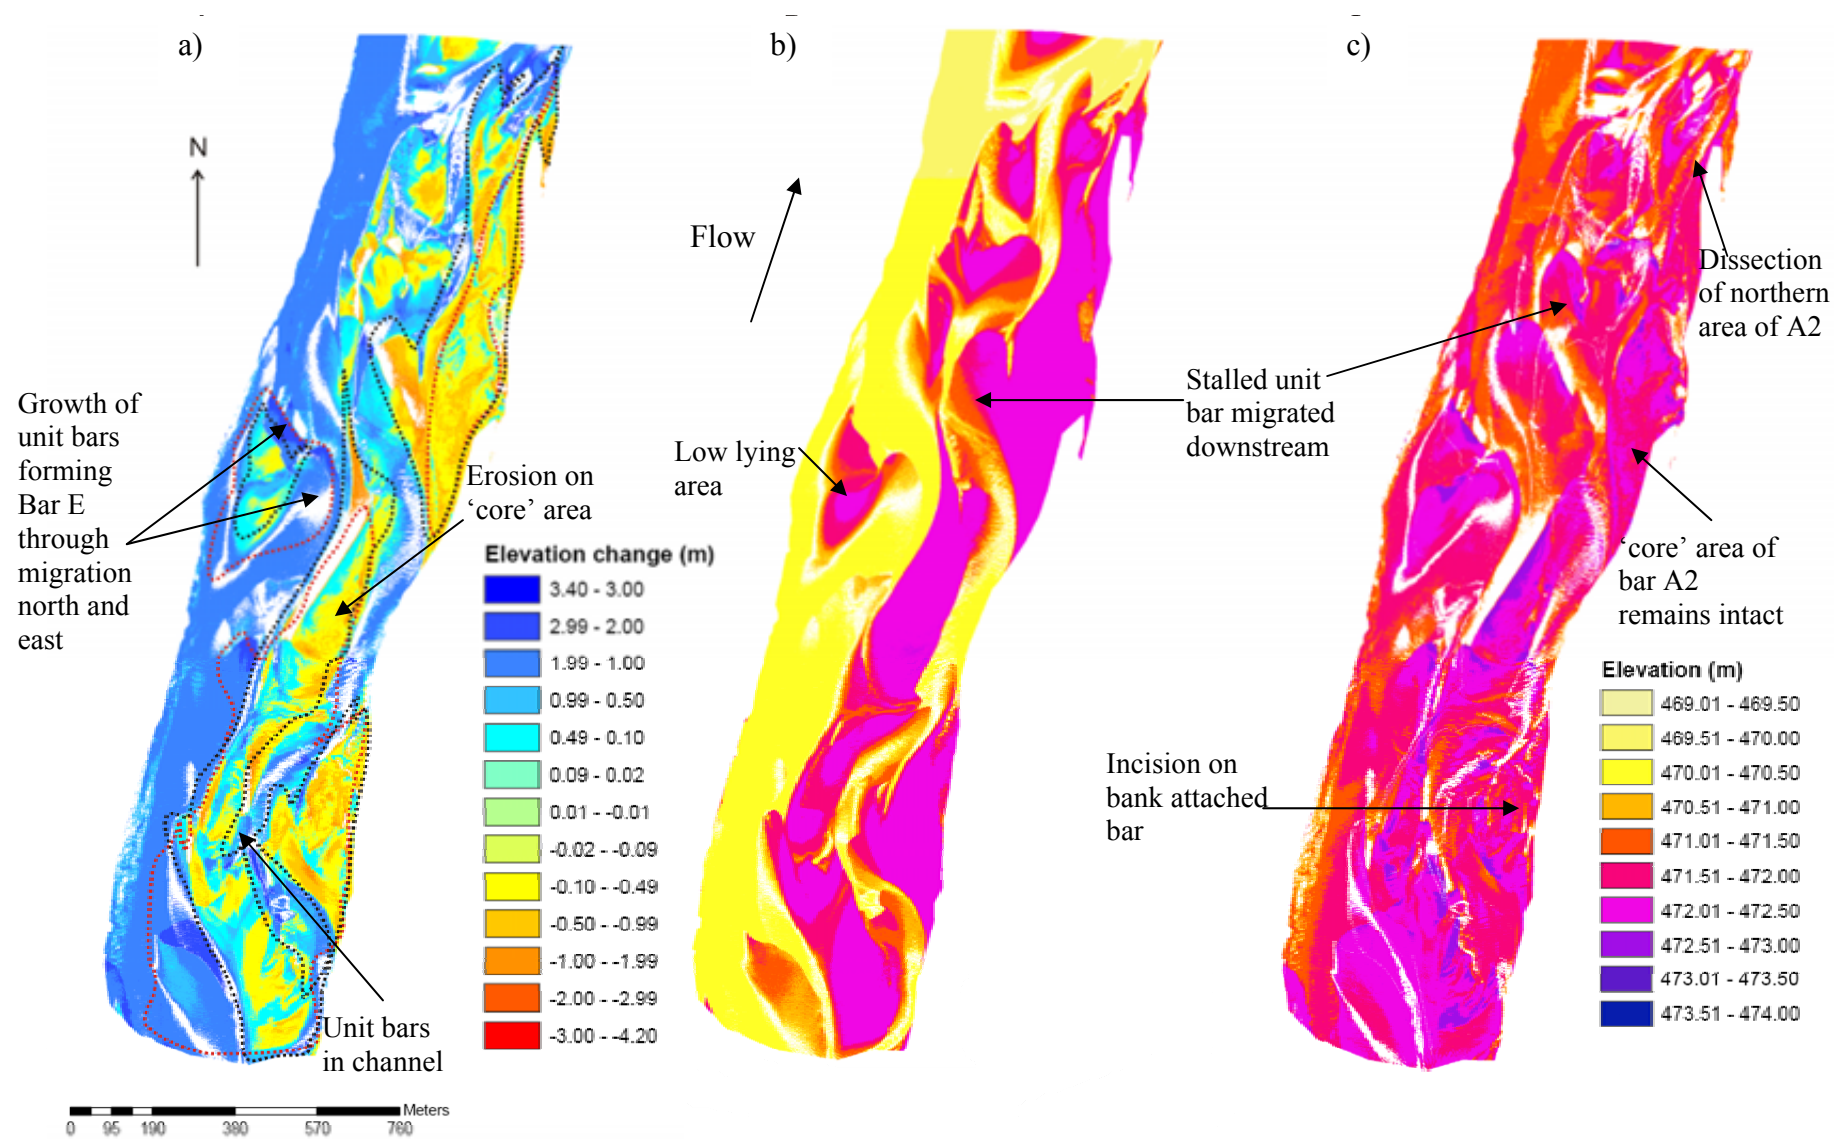 a)
b)
c)
N
Flow
Dissection
of northern
area of A2
Growth of
unit bars
forming
Bar E
through
migration
north and
east
Erosion on
‘core’ area
Low lying
area
Stalled unit
bar migrated
downstream
‘core’ area of
bar A2
remains intact
Incision on
bank attached
bar
Unit bars
in channel
Elevation change (m)
3.40 - 3.00
2.99 - 2.00
1.99 - 1.00
0.99 - 0.50
0.49 - 0.10
0.09 - 0.02
0.01 - -0.01
-0.02 - -0.09
-0.10 - -0.49
-0.50 - -0.99
-1.00 - -1.99
-2.00 - -2.99
-3.00 - -4.20
Elevation (m)
469.01 - 469.50
469.51 - 470.00
470.01 - 470.50
470.51 - 471.00
471.01 - 471.50
471.51 - 472.00
472.01 - 472.50
472.51 - 473.00
473.01 - 473.50
473.51 - 474.00
Meters
0 95 190 380 570 760